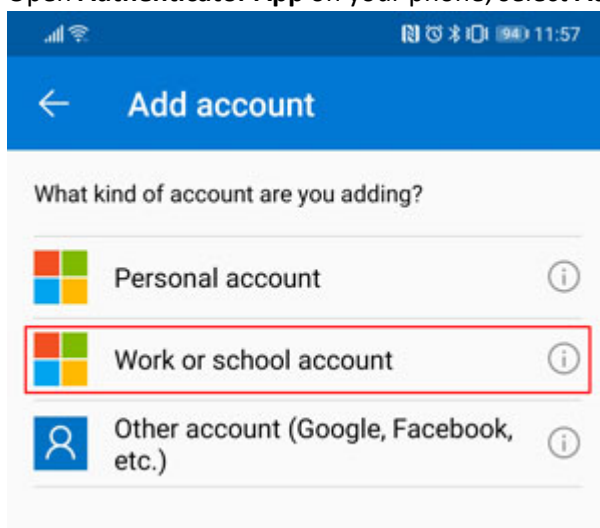 94 11:57
Add account
What kind of account are you adding?
Personal account
Work or school account
Other account (Google, Facebook,
etc.)